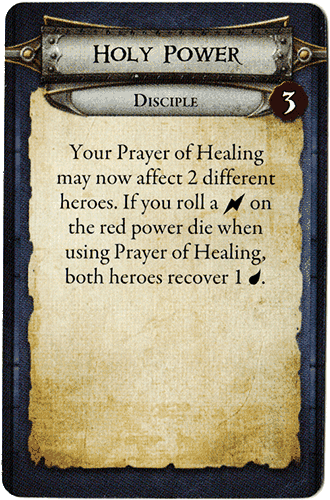 HOLY POWER
DISCIPLE
3
Your Prayer of Healing
may now affect 2 different
heroes. If you roll a on
the red power die when
using Prayer of Healing,
both heroes recover 1 .